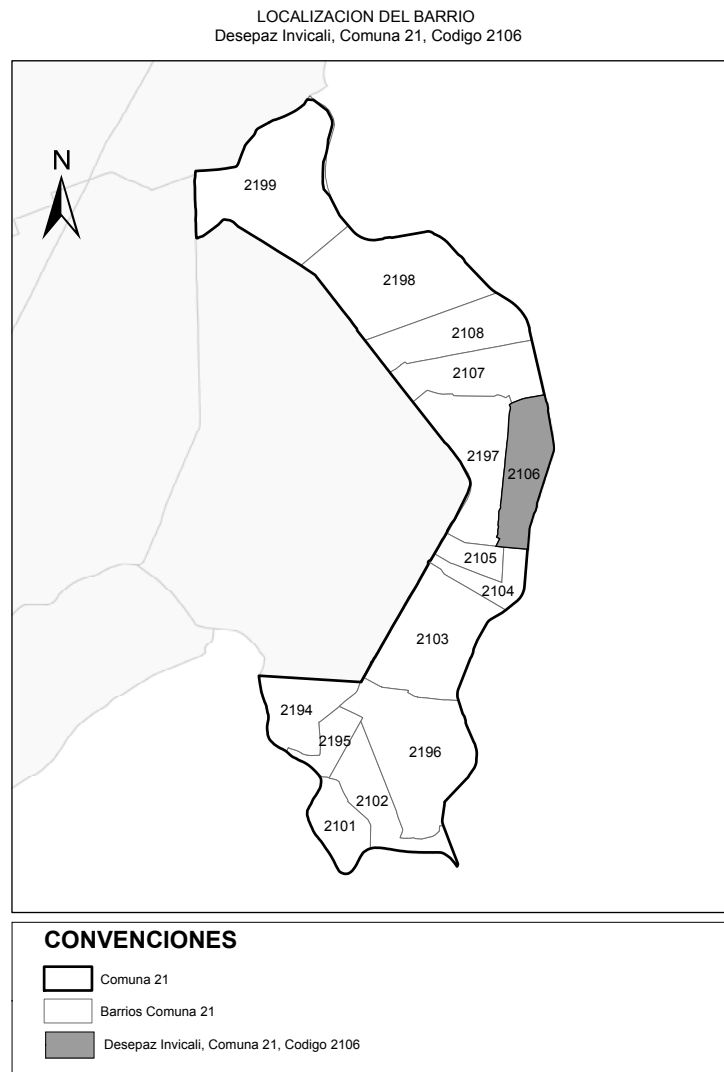 LOCALIZACION DEL BARRIO
Desepaz Invicali, Comuna 21, Codigo 2106
N
2199
2198
2108
2107
2197
2106
2105
2104
2103
2194
2195
2196
2102
2101
CONVENCIONES
Comuna 21
Barrios Comuna 21
Desepaz Invicali, Comuna 21, Codigo 2106